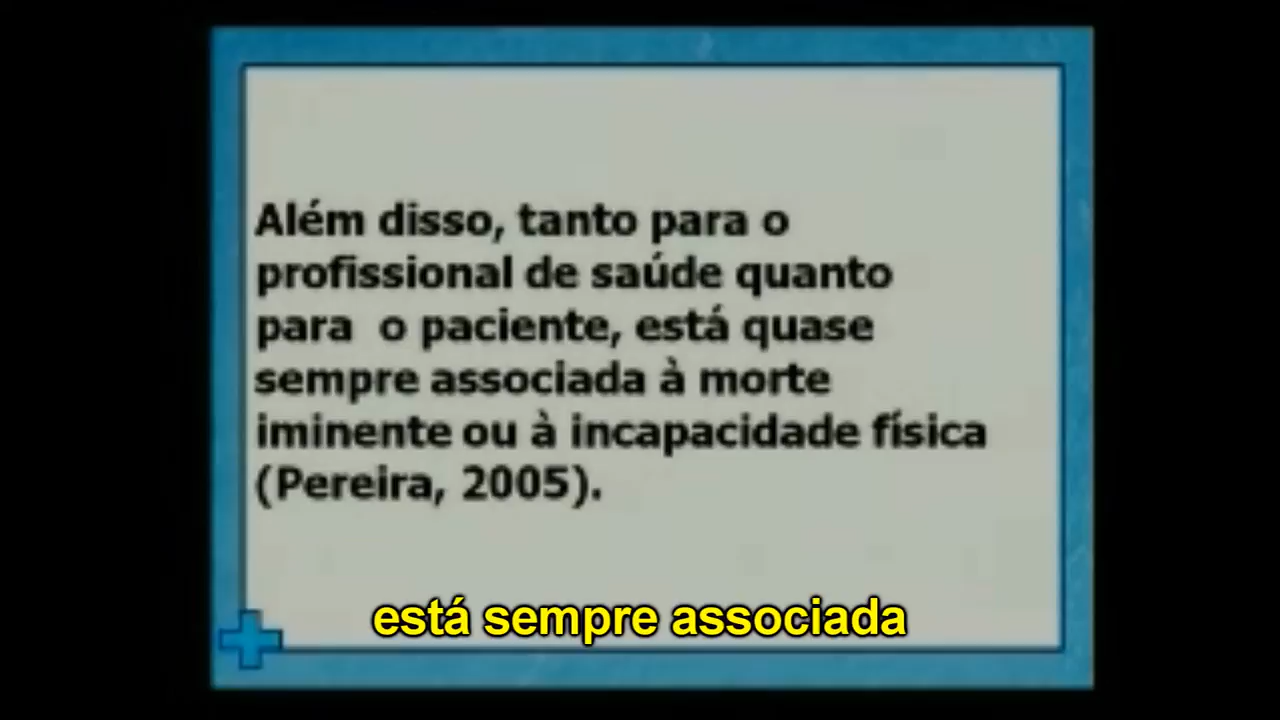 Além disso, tanto para o
profissional de saúde quanto
para o paciente, está quase
sempre associada à morte
iminente ou à incapacidade física
(Pereira, 2005).
está sempre associada